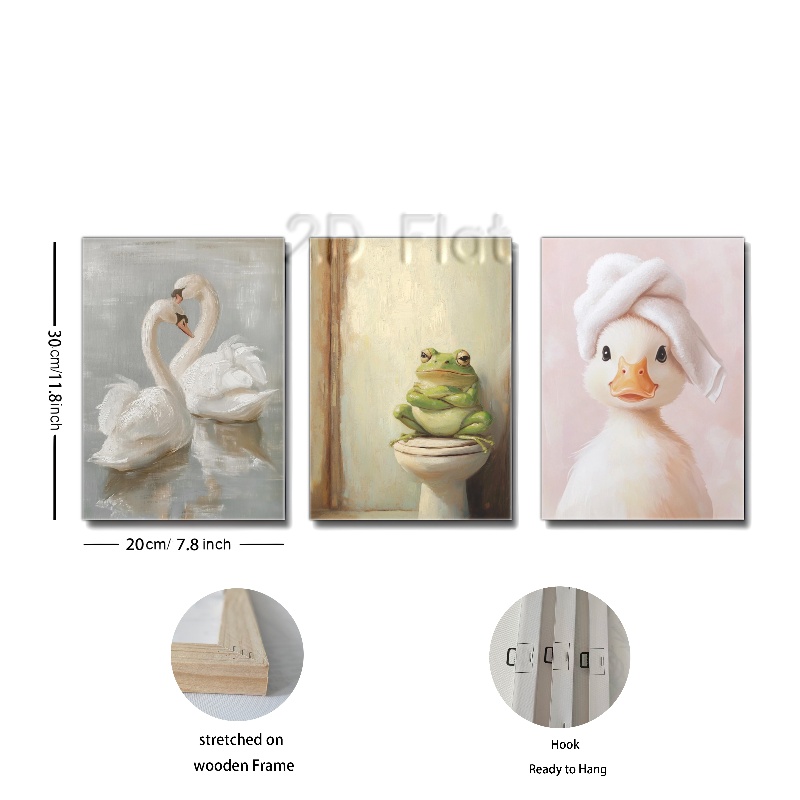 2D Flat
30cm/11.8inch
20cm/ 7.8 inch
stretched on
wooden Frame
Hook
Ready to Hang